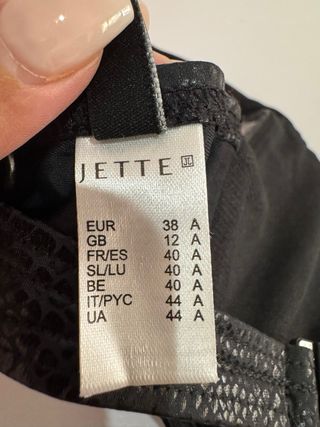 JETTE
EUR 38 A
GB 12 A
FR/ES 40 A
SL/LU 40 A
BE 40 A
IT/PYC 44 A
UA 44 A